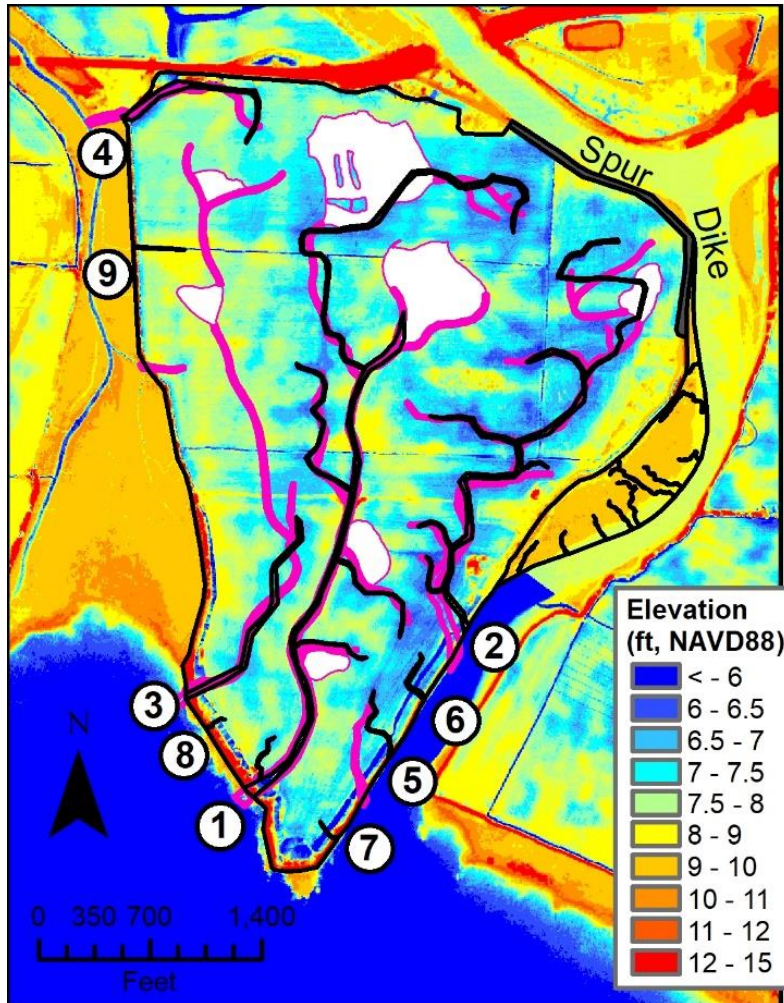 4
Spur
Dike
9
3
8
1
2
6
5
7
N
0 350 700 1,400
Feet
Elevation
(ft, NAVD88)
< - 6
6 - 6.5
6.5 - 7
7 - 7.5
7.5 - 8
8 - 9
9 - 10
10 - 11
11 - 12
12 - 15